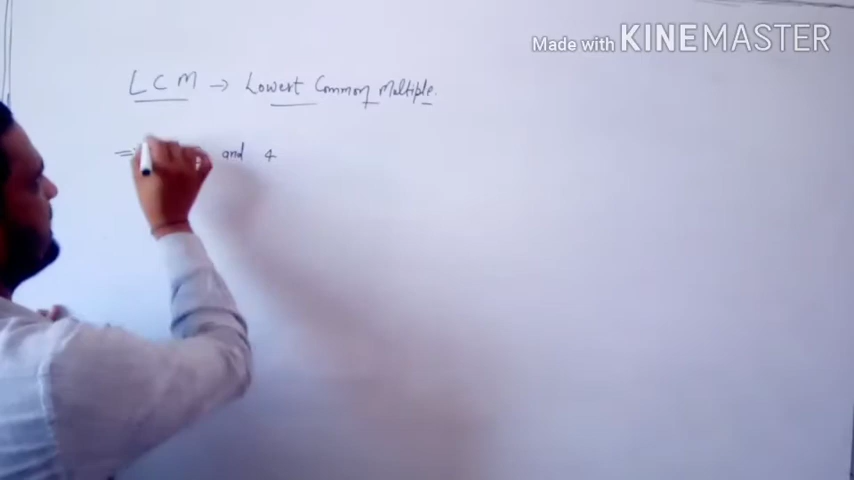 Made with KINEMASTER
LCM → Lowest Common Multiple.
⇒ and 4